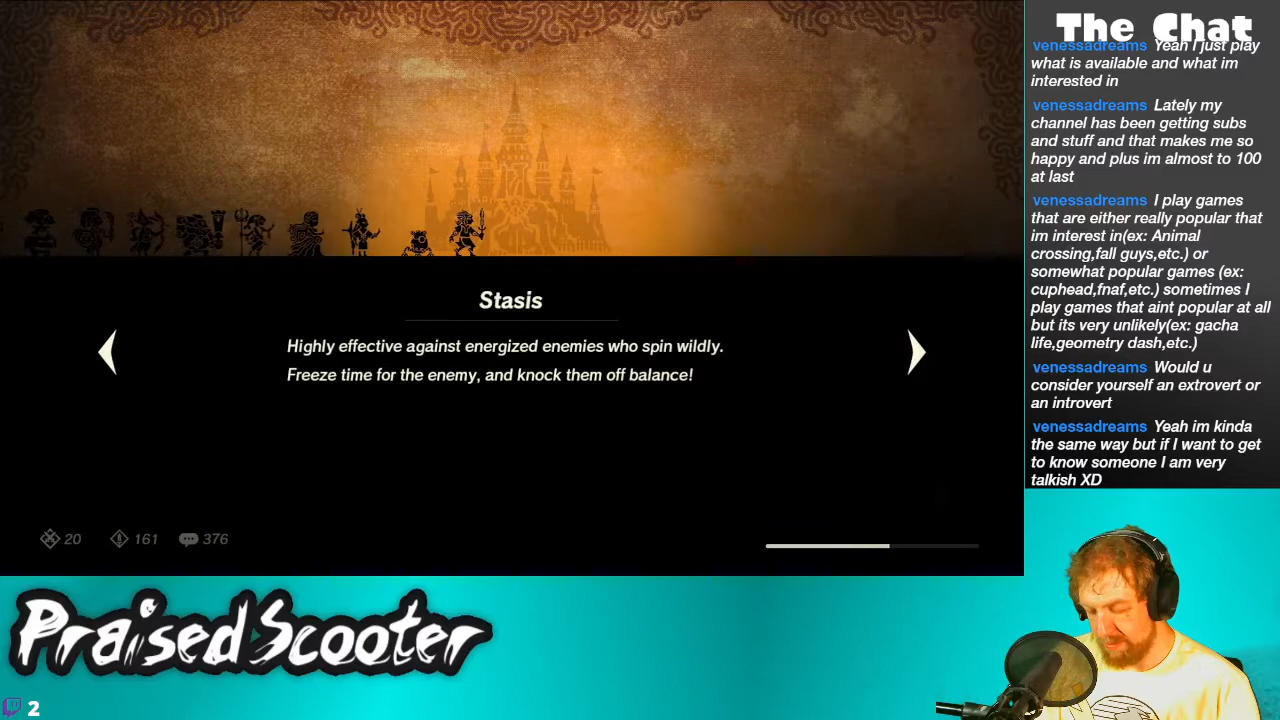 The Chat
venessadreams Yeah I just play
what is available and what im
interested in
venessadreams Lately my
channel has been getting subs
and stuff and that makes me so
happy and plus im almost to 100
at last
venessadreams I play games
that are either really popular that
im interest in(ex: Animal
crossing,fall guys,etc.) or
somewhat popular games (ex:
cuphead,fnaf,etc.) sometimes I
play games that aint popular at all
but its very unlikely(ex: gacha
life,geometry dash,etc.)
venessadreams Would u
consider yourself an extrovert or
an introvert
venessadreams Yeah im kinda
the same way but if I want to get
to know someone I am very
talkish XD
Stasis
Highly effective against energized enemies who spin wildly.
Freeze time for the enemy, and knock them off balance!
20 161 376
PraisedScooter
2